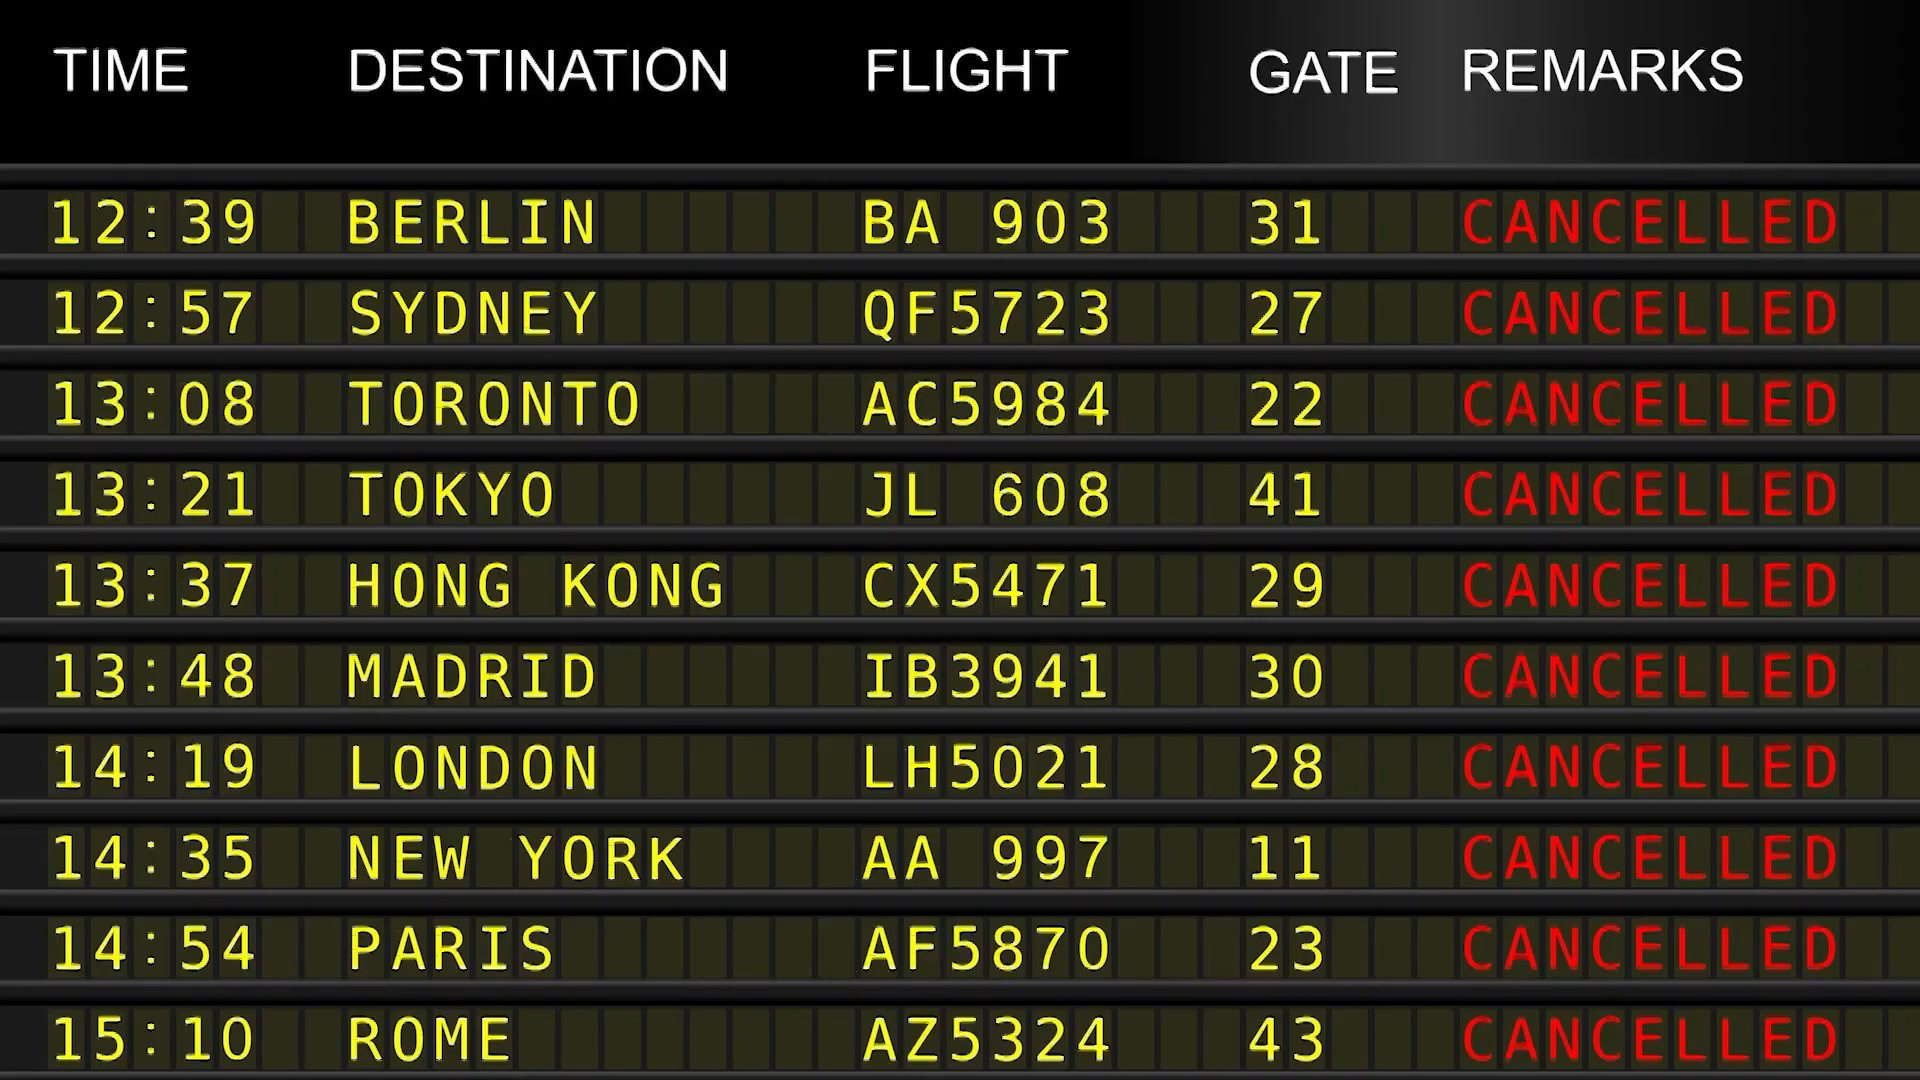 TIME DESTINATION FLIGHT GATE REMARKS
12:39 BERLIN BA 903 31 CANCELLED
12:57 SYDNEY QF5723 27 CANCELLED
13:08 TORONTO AC5984 22 CANCELLED
13:21 TOKYO JL 608 41 CANCELLED
13:37 HONG KONG CX5471 29 CANCELLED
13:48 MADRID IB3941 30 CANCELLED
14:19 LONDON LH5021 28 CANCELLED
14:35 NEW YORK AA 997 11 CANCELLED
14:54 PARIS AF5870 23 CANCELLED
15:10 ROME AZ5324 43 CANCELLED